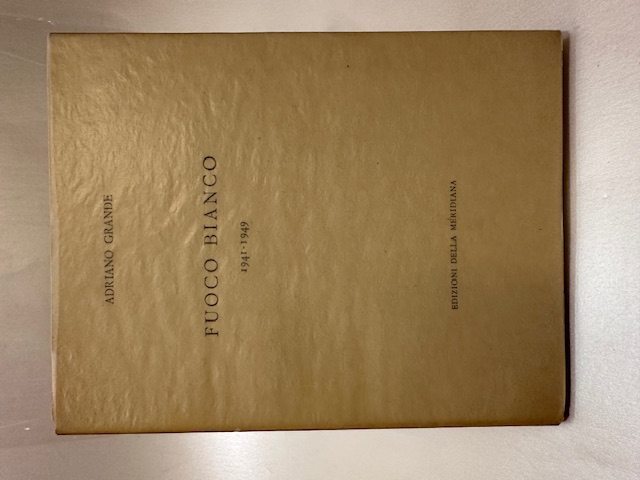 ADRIANO GRANDE
FUOCO BIANCO
1941-1949
EDIZIONI DELLA MERIDIANA